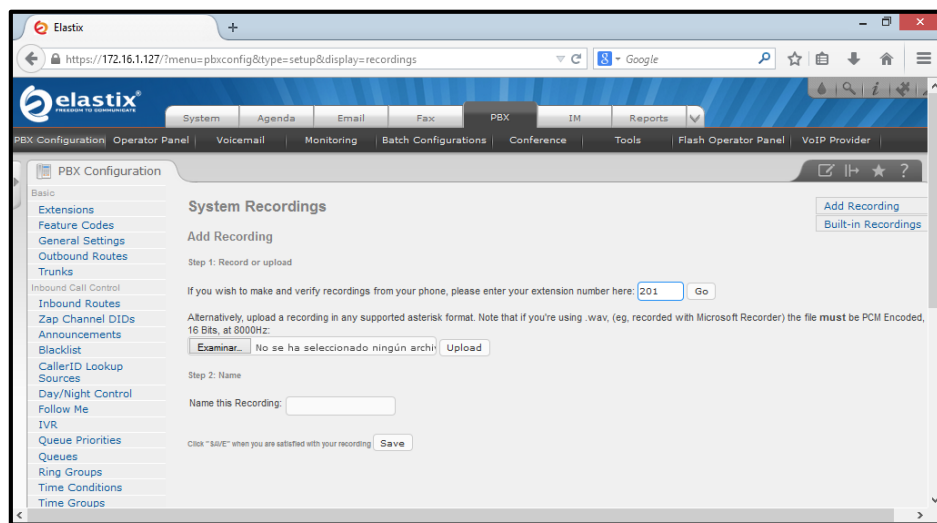 Elastix
https://172.16.1.127/?menu=pbxconfig&type=setup&display=recordings
Google
elastix®
FREEDOM TO COMMUNICATE
System Agenda Email Fax PBX IM Reports
PBX Configuration Operator Panel Voicemail Monitoring Batch Configurations Conference Tools Flash Operator Panel VoIP Provider
PBX Configuration
Basic
Extensions
Feature Codes
General Settings
Outbound Routes
Trunks
Inbound Call Control
Inbound Routes
Zap Channel DIDs
Announcements
Blacklist
CallerID Lookup
Sources
Day/Night Control
Follow Me
IVR
Queue Priorities
Queues
Ring Groups
Time Conditions
Time Groups
System Recordings
Add Recording
Step 1: Record or upload
If you wish to make and verify recordings from your phone, please enter your extension number here: 201 Go
Alternatively, upload a recording in any supported asterisk format. Note that if you're using .wav, (eg, recorded with Microsoft Recorder) the file must be PCM Encoded,
16 Bits, at 8000Hz:
Examinar... No se ha seleccionado ningún archi Upload
Step 2: Name
Name this Recording:
Click "SAVE" when you are satisfied with your recording Save
Add Recording
Built-in Recordings